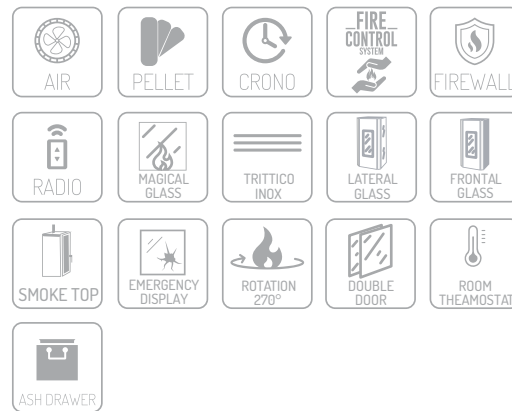 AIR
PELLET
CRONO
FIRE
CONTROL
SYSTEM
FIREWALL
RADIO
MAGICAL
GLASS
TRITTICO
INOX
LATERAL
GLASS
FRONTAL
GLASS
SMOKE TOP
EMERGENCY
DISPLAY
ROTATION
270°
DOUBLE
DOOR
ROOM
THEAMOSTAT
ASH DRAWER